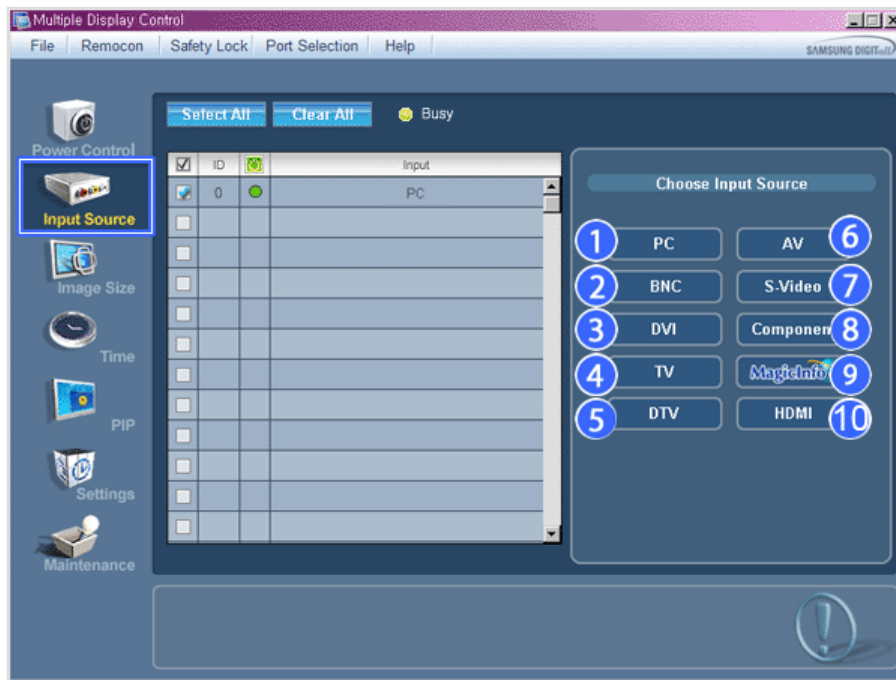 Multiple Display Control
File Remocon Safety Lock Port Selection Help
SAMSUNG DIGITall
Select All Clear All Busy
Power Control
Input Source
Image Size
Time
PIP
Settings
Maintenance
ID Input
0 PC
Choose Input Source
1 PC AV 6
2 BNC S-Video 7
3 DVI Componen 8
4 TV MagicInfo 9
5 DTV HDMI 10